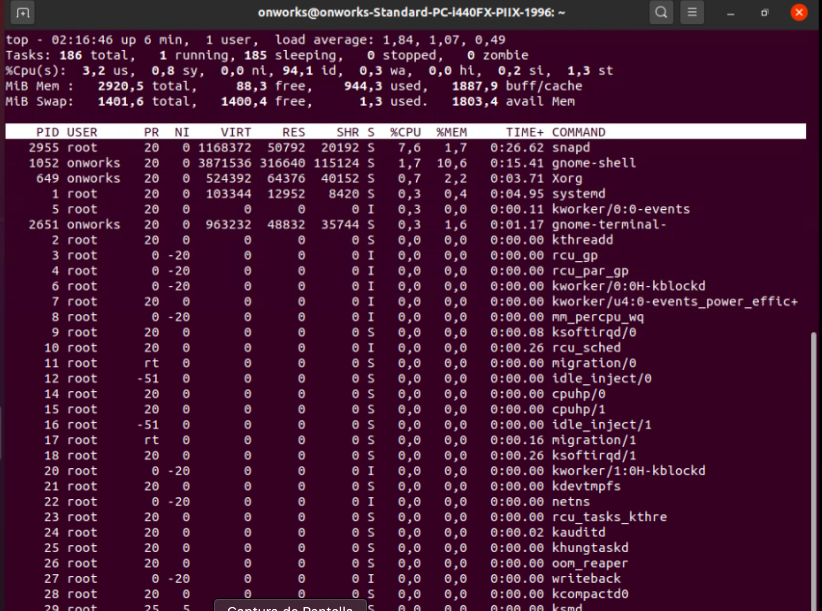 onworks@onworks-Standard-PC-i440FX-PIIX-1996: ~
top - 02:16:46 up 6 min,  1 user,  load average: 1,84, 1,07, 0,49
Tasks: 186 total,   1 running, 185 sleeping,   0 stopped,   0 zombie
%Cpu(s):  3,2 us,  0,8 sy,  0,0 ni, 94,1 id,  0,3 wa,  0,0 hi,  0,2 si,  1,3 st
MiB Mem :   2920,5 total,     88,3 free,    944,3 used,   1887,9 buff/cache
MiB Swap:   1401,6 total,   1400,4 free,      1,3 used.   1803,4 avail Mem
PID USER      PR  NI    VIRT    RES    SHR S  %CPU  %MEM     TIME+ COMMAND
2955 root      20   0 1168372  50792  20192 S   7,6   1,7   0:26.62 snapd
1052 onworks   20   0 3871536 316640 115124 S   1,7  10,6   0:15.41 gnome-shell
649 onworks   20   0  524392  64376  40152 S   0,7   2,2   0:03.71 Xorg
1 root      20   0  103344  12952   8420 S   0,3   0,4   0:04.95 systemd
5 root      20   0       0      0      0 I   0,3   0,0   0:00.11 kworker/0:0-events
2651 onworks   20   0  963232  48832  35744 S   0,3   1,6   0:01.17 gnome-terminal-
2 root      20   0       0      0      0 S   0,0   0,0   0:00.00 kthreadd
3 root       0 -20       0      0      0 I   0,0   0,0   0:00.00 rcu_gp
4 root       0 -20       0      0      0 I   0,0   0,0   0:00.00 rcu_par_gp
6 root       0 -20       0      0      0 I   0,0   0,0   0:00.00 kworker/0:0H-kblockd
7 root      20   0       0      0      0 I   0,0   0,0   0:00.00 kworker/u4:0-events_power_effic+
8 root       0 -20       0      0      0 I   0,0   0,0   0:00.00 mm_percpu_wq
9 root      20   0       0      0      0 S   0,0   0,0   0:00.08 ksoftirqd/0
10 root      20   0       0      0      0 I   0,0   0,0   0:00.26 rcu_sched
11 root      rt   0       0      0      0 S   0,0   0,0   0:00.00 migration/0
12 root     -51   0       0      0      0 S   0,0   0,0   0:00.00 idle_inject/0
14 root      20   0       0      0      0 S   0,0   0,0   0:00.00 cpuhp/0
15 root      20   0       0      0      0 S   0,0   0,0   0:00.00 cpuhp/1
16 root     -51   0       0      0      0 S   0,0   0,0   0:00.00 idle_inject/1
17 root      rt   0       0      0      0 S   0,0   0,0   0:00.16 migration/1
18 root      20   0       0      0      0 S   0,0   0,0   0:00.26 ksoftirqd/1
20 root       0 -20       0      0      0 I   0,0   0,0   0:00.00 kworker/1:0H-kblockd
21 root      20   0       0      0      0 S   0,0   0,0   0:00.00 kdevtmpfs
22 root       0 -20       0      0      0 I   0,0   0,0   0:00.00 netns
23 root      20   0       0      0      0 S   0,0   0,0   0:00.00 rcu_tasks_kthre
24 root      20   0       0      0      0 S   0,0   0,0   0:00.02 kauditd
25 root      20   0       0      0      0 S   0,0   0,0   0:00.00 khungtaskd
26 root      20   0       0      0      0 S   0,0   0,0   0:00.00 oom_reaper
27 root       0 -20       0      0      0 I   0,0   0,0   0:00.00 writeback
28 root      20   0       0      0      0 S   0,0   0,0   0:00.00 kcompactd0
29 root      25   5       0      0      0 S   0,0   0,0   0:00.00 ksmd
Captura de Pantalla